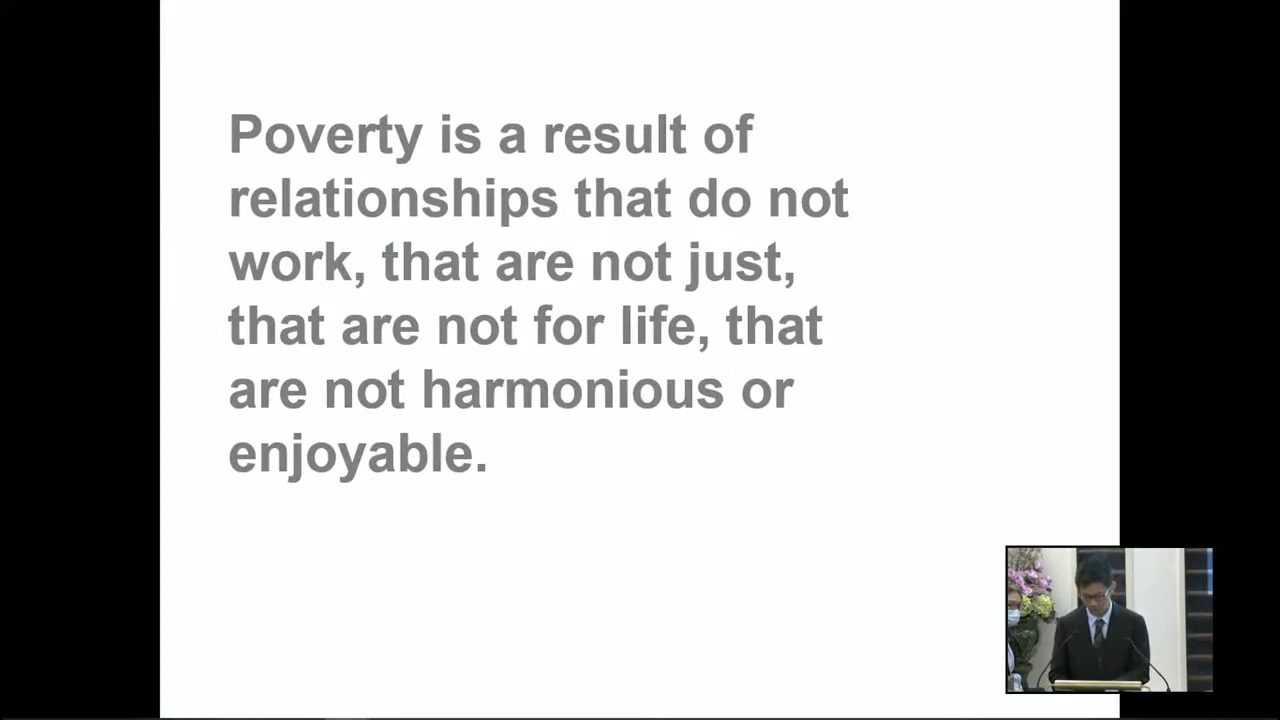 Poverty is a result of
relationships that do not
work, that are not just,
that are not for life, that
are not harmonious or
enjoyable.